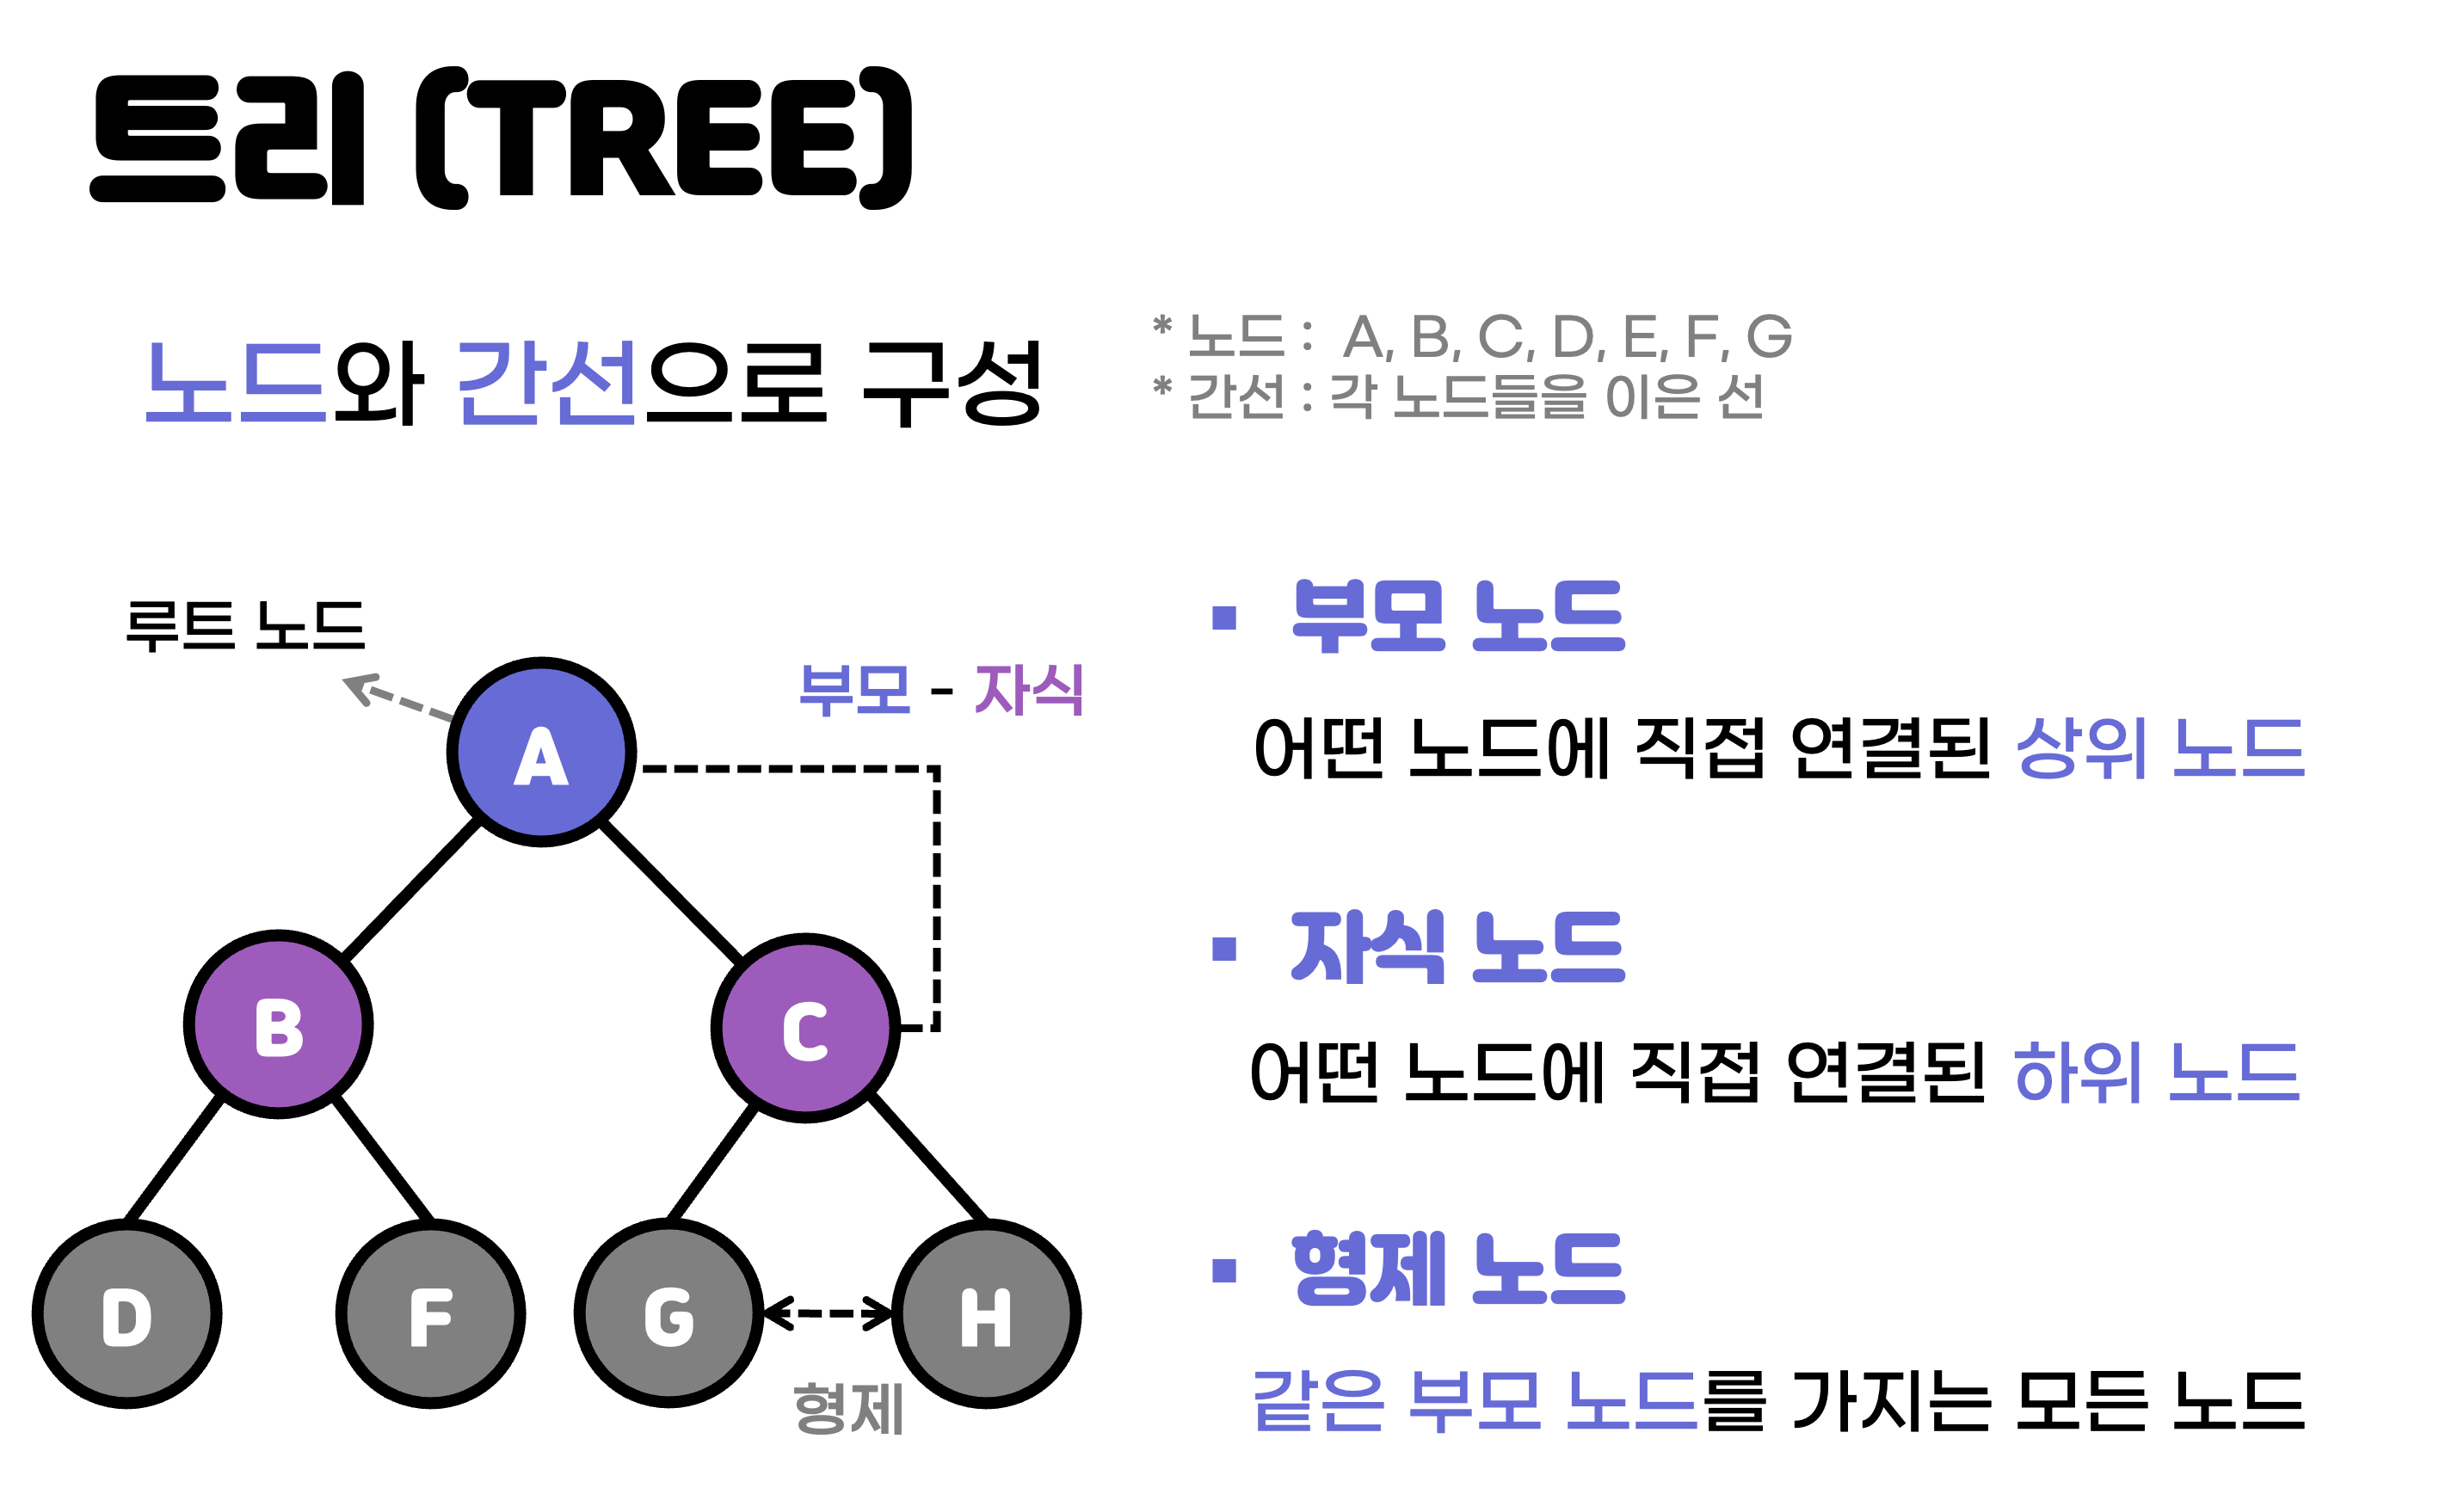 트리 (TREE)
노드와 간선으로 구성
* 노드 : A, B, C, D, E, F, G
* 간선 : 각 노드들을 이은 선
루트 노드
부모 - 자식
A
B
C
D
F
G
H
형제
▪ 부모 노드
어떤 노드에 직접 연결된 상위 노드
▪ 자식 노드
어떤 노드에 직접 연결된 하위 노드
▪ 형제 노드
같은 부모 노드를 가지는 모든 노드